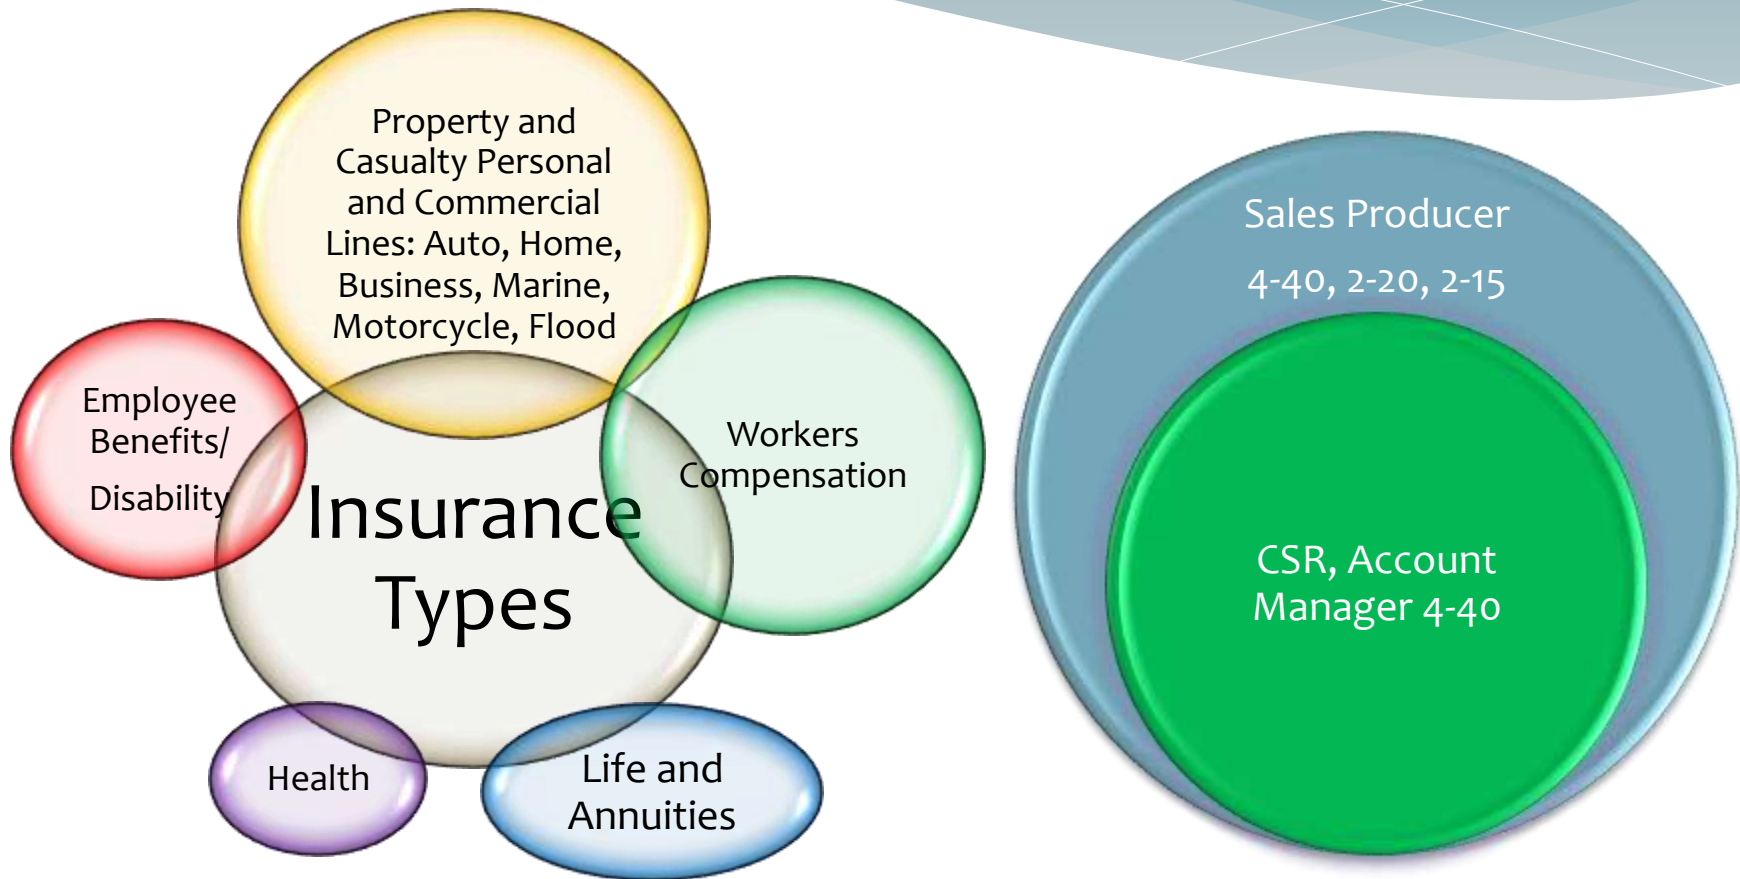 Property and
Casualty Personal
and Commercial
Lines: Auto, Home,
Business, Marine,
Motorcycle, Flood
Employee
Benefits/
Disability
Workers
Compensation
Insurance
Types
Health
Life and
Annuities
Sales Producer
4-40, 2-20, 2-15
CSR, Account
Manager 4-40